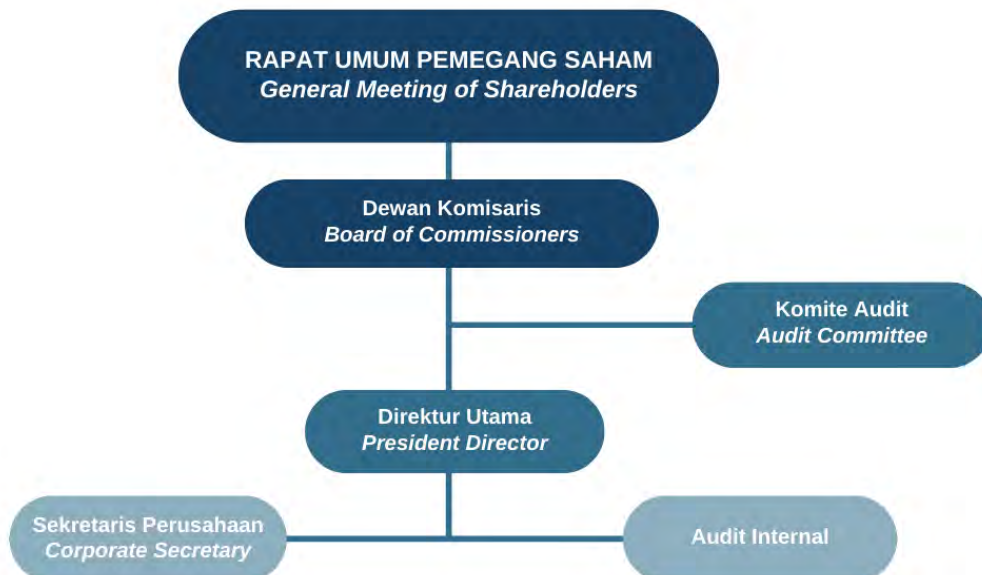 RAPAT UMUM PEMEGANG SAHAM
General Meeting of Shareholders
Dewan Komisaris
Board of Commissioners
Komite Audit
Audit Committee
Direktur Utama
President Director
Sekretaris Perusahaan
Corporate Secretary
Audit Internal